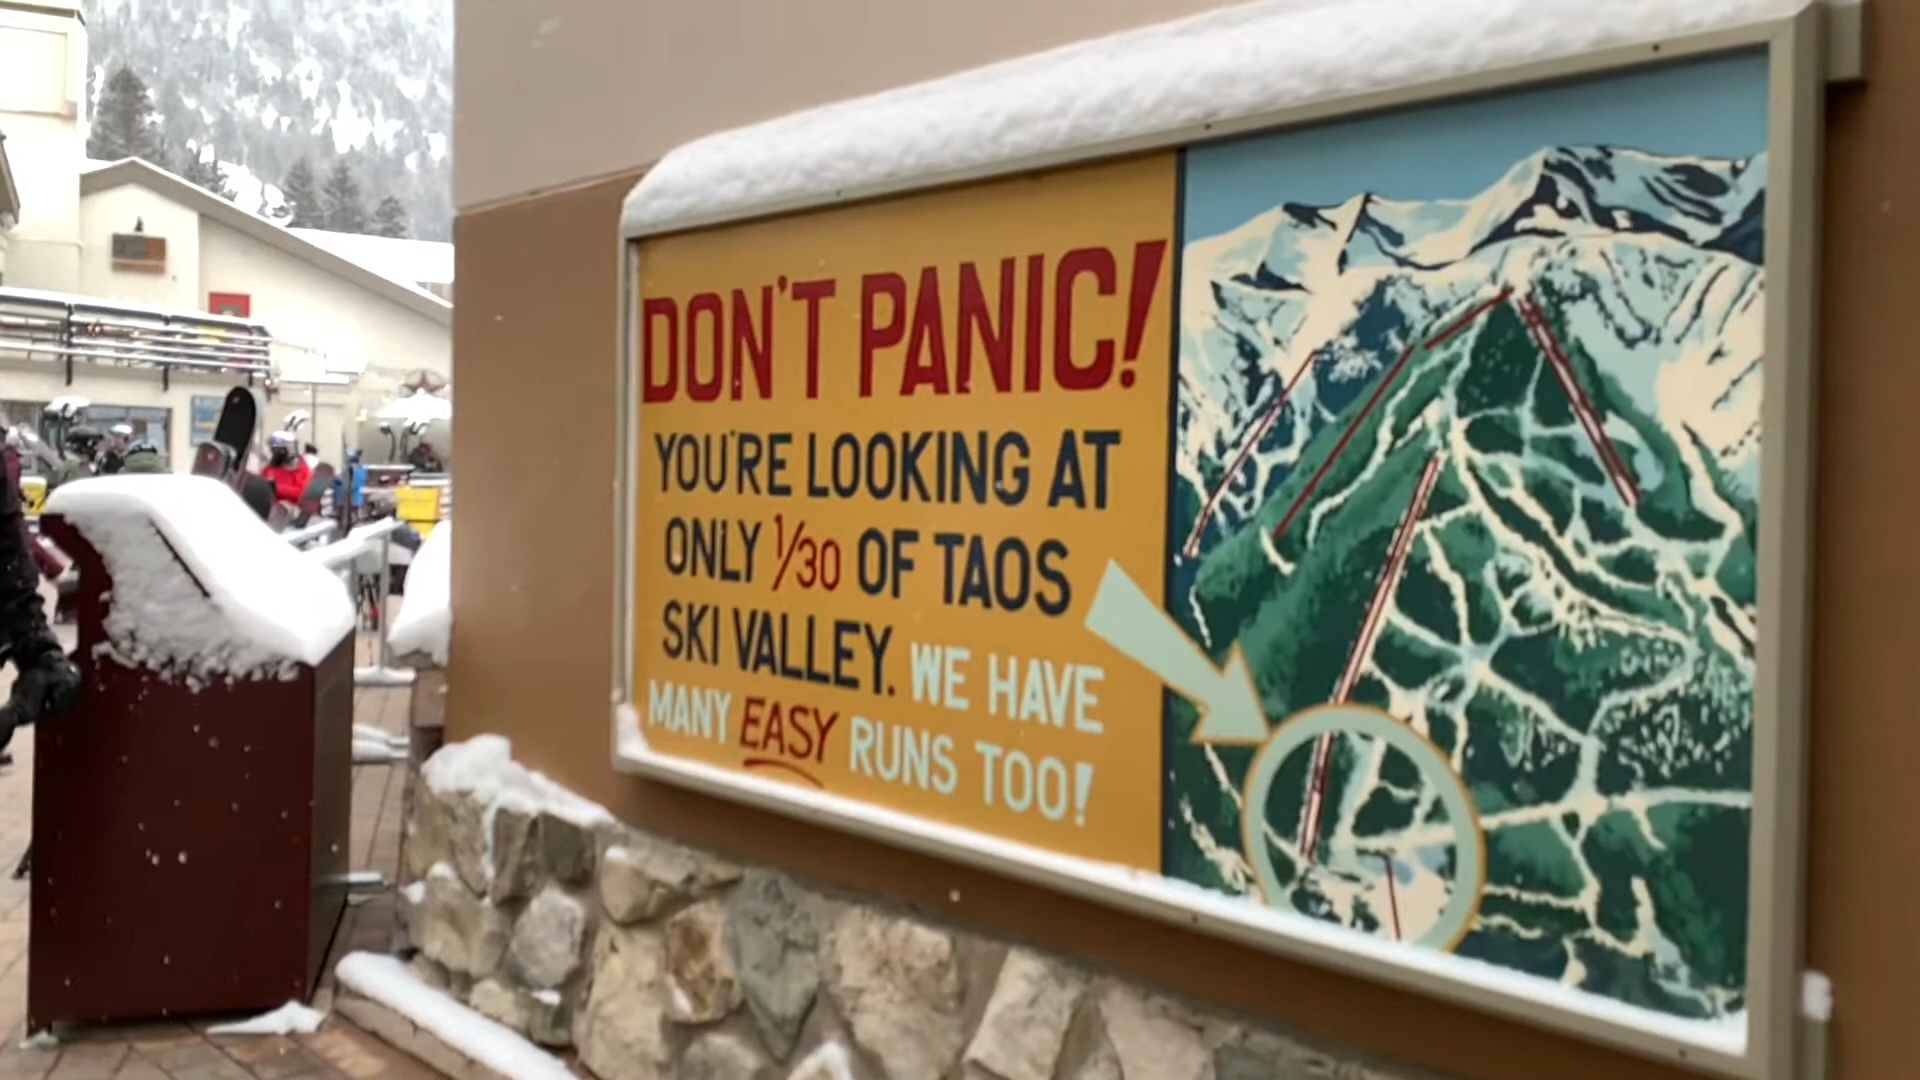 DON'T PANIC!
YOU'RE LOOKING AT
ONLY 1/30 OF TAOS
SKI VALLEY. WE HAVE
MANY EASY RUNS TOO!